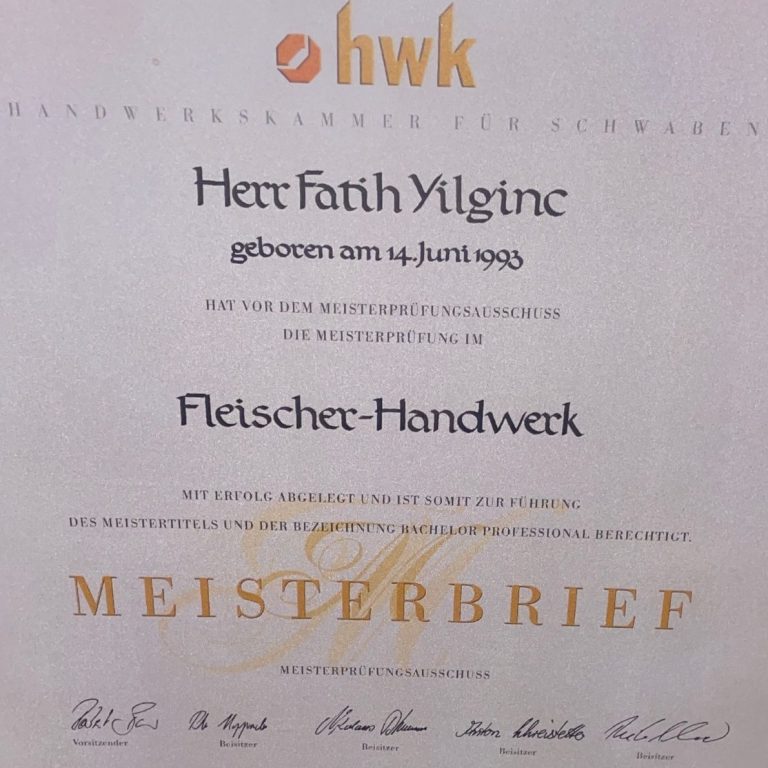 hwk
HANDWERKSKAMMER FÜR SCHWABEN
Herr Fatih Yilginc
geboren am 14. Juni 1993
HAT VOR DEM MEISTERPRÜFUNGSAUSSCHUSS
DIE MEISTERPRÜFUNG IM
Fleischer-Handwerk
MIT ERFOLG ABGELEGT UND IST SOMIT ZUR FÜHRUNG
DES MEISTERTITELS UND DER BEZEICHNUNG BACHELOR PROFESSIONAL BERECHTIGT.
MEISTERBRIEF
MEISTERPRÜFUNGSAUSSCHUSS
Vorsitzender Beisitzer Beisitzer Beisitzer Beisitzer